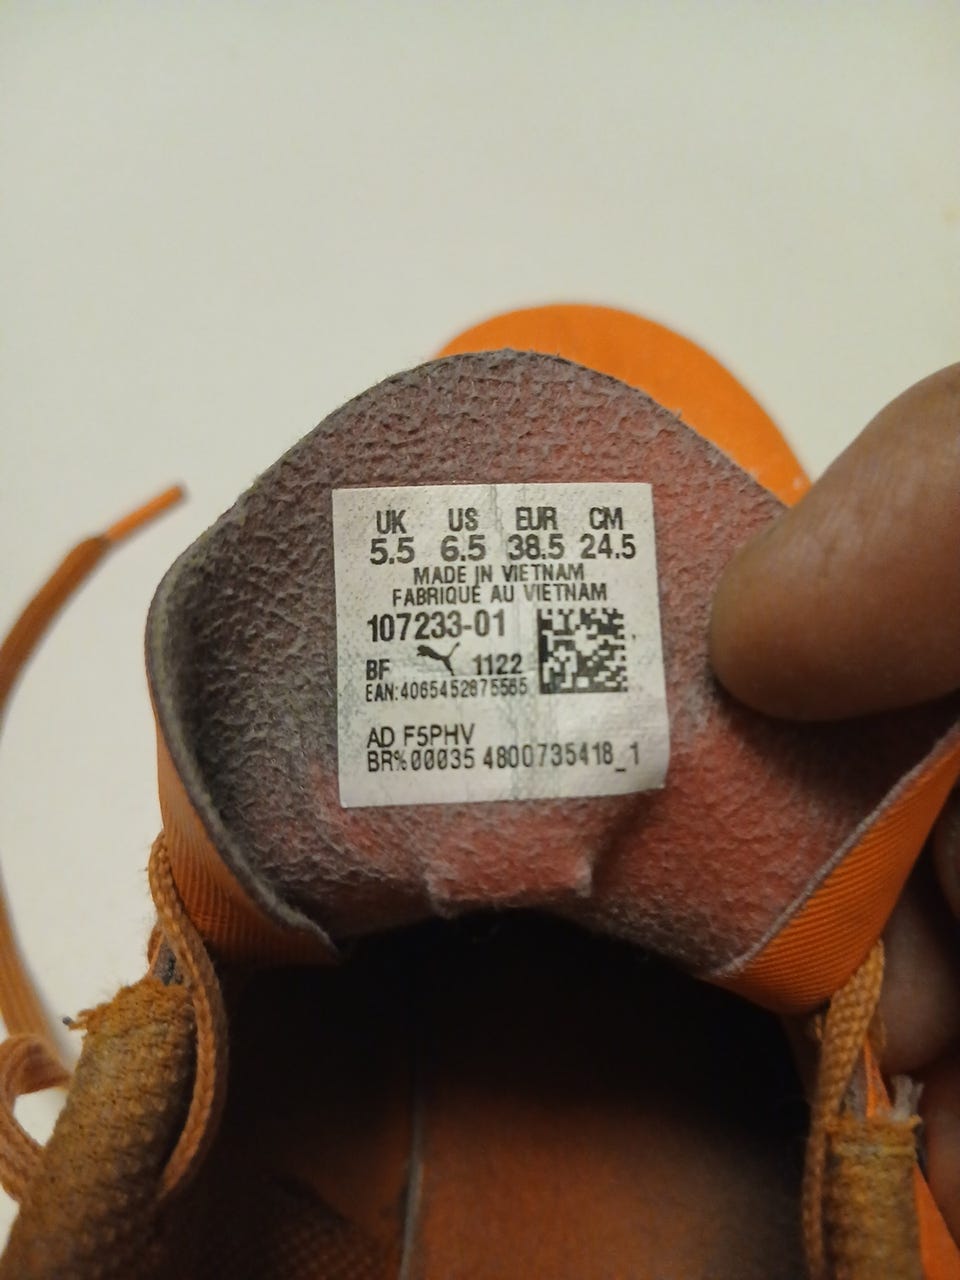 UK US EUR CM
5.5 6.5 38.5 24.5
MADE IN VIETNAM
FABRIQUE AU VIETNAM
107233-01
BF 1122
EAN:4065452875565
AD F5PHV
BR%00035 4800735418_1